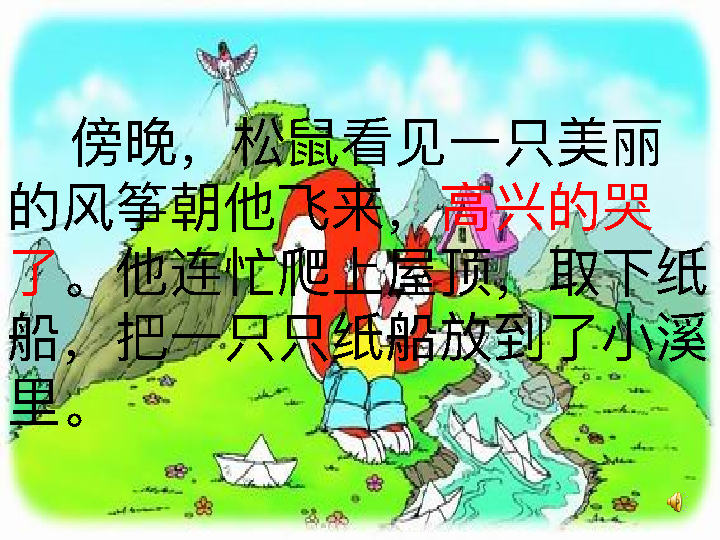 傍晚，松鼠看见一只美丽
的风筝朝他飞来，高兴的哭
了。他连忙爬上屋顶，取下纸
船，把一只只纸船放到了小溪
里。